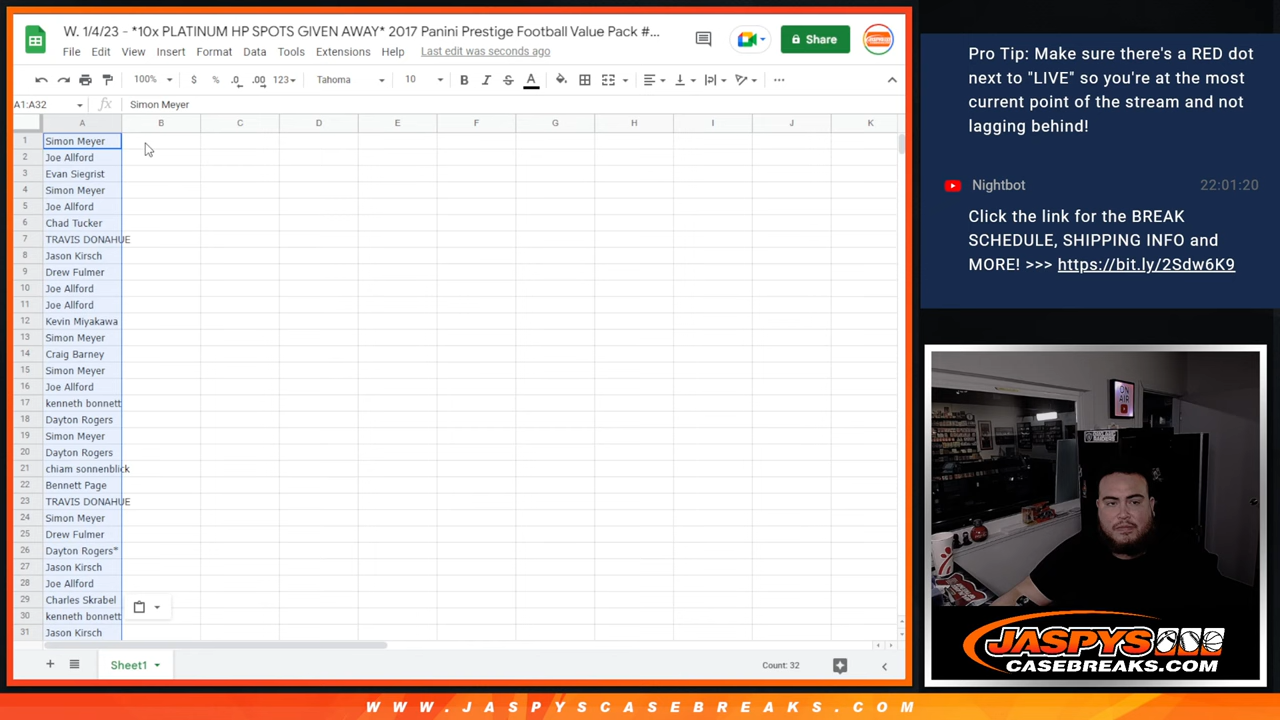 W. 1/4/23 - *10x PLATINUM HP SPOTS GIVEN AWAY* 2017 Panini Prestige Football Value Pack #...
File Edit View Insert Format Data Tools Extensions Help Last edit was seconds ago
Share
100% $ % .0 .00 123 Tahoma 10 B I S A
A1:A32 fx Simon Meyer
A B C D E F G H I J K
1 Simon Meyer
2 Joe Allford
3 Evan Siegrist
4 Simon Meyer
5 Joe Allford
6 Chad Tucker
7 TRAVIS DONAHUE
8 Jason Kirsch
9 Drew Fulmer
10 Joe Allford
11 Joe Allford
12 Kevin Miyakawa
13 Simon Meyer
14 Craig Barney
15 Simon Meyer
16 Joe Allford
17 kenneth bonnett
18 Dayton Rogers
19 Simon Meyer
20 Dayton Rogers
21 chiam sonnenblick
22 Bennett Page
23 TRAVIS DONAHUE
24 Simon Meyer
25 Drew Fulmer
26 Dayton Rogers*
27 Jason Kirsch
28 Joe Allford
29 Charles Skrabel
30 kenneth bonnett
31 Jason Kirsch
Sheet1
Count: 32
Pro Tip: Make sure there's a RED dot
next to "LIVE" so you're at the most
current point of the stream and not
lagging behind!
Nightbot 22:01:20
Click the link for the BREAK
SCHEDULE, SHIPPING INFO and
MORE! >>> https://bit.ly/2Sdw6K9
ON
AIR
JASPYS
CASEBREAKS.COM
WWW.JASPYSCASEBREAKS.COM